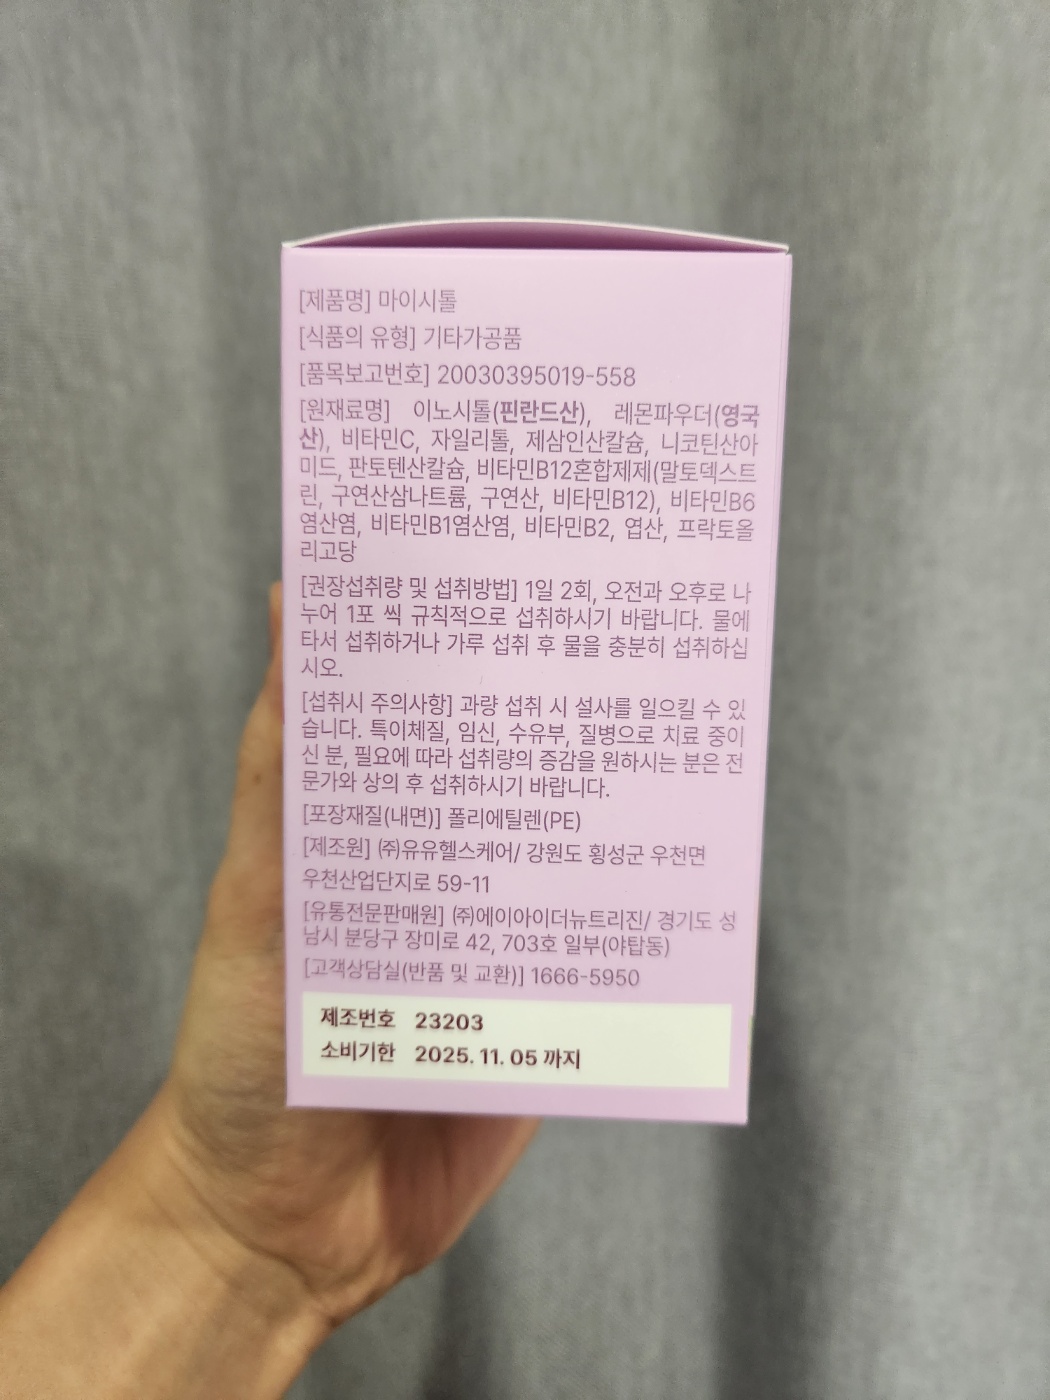 [제품명] 마이시톨
[식품의 유형] 기타가공품
[품목보고번호] 20030395019-558
[원재료명] 이노시톨(핀란드산), 레몬파우더(영국
산), 비타민C, 자일리톨, 제삼인산칼슘, 니코틴산아
미드, 판토텐산칼슘, 비타민B12혼합제제(말토덱스트
린, 구연산삼나트륨, 구연산, 비타민B12), 비타민B6
염산염, 비타민B1염산염, 비타민B2, 엽산, 프락토올
리고당
[권장섭취량 및 섭취방법] 1일 2회, 오전과 오후로 나
누어 1포 씩 규칙적으로 섭취하시기 바랍니다. 물에
타서 섭취하거나 가루 섭취 후 물을 충분히 섭취하십
시오.
[섭취시 주의사항] 과량 섭취 시 설사를 일으킬 수 있
습니다. 특이체질, 임신, 수유부, 질병으로 치료 중이
신 분, 필요에 따라 섭취량의 증감을 원하시는 분은 전
문가와 상의 후 섭취하시기 바랍니다.
[포장재질(내면)] 폴리에틸렌(PE)
[제조원] ㈜유유헬스케어/ 강원도 횡성군 우천면
우천산업단지로 59-11
[유통전문판매원] ㈜에이아이더뉴트리진/ 경기도 성
남시 분당구 장미로 42, 703호 일부(야탑동)
[고객상담실(반품 및 교환)] 1666-5950
제조번호 23203
소비기한 2025. 11. 05 까지